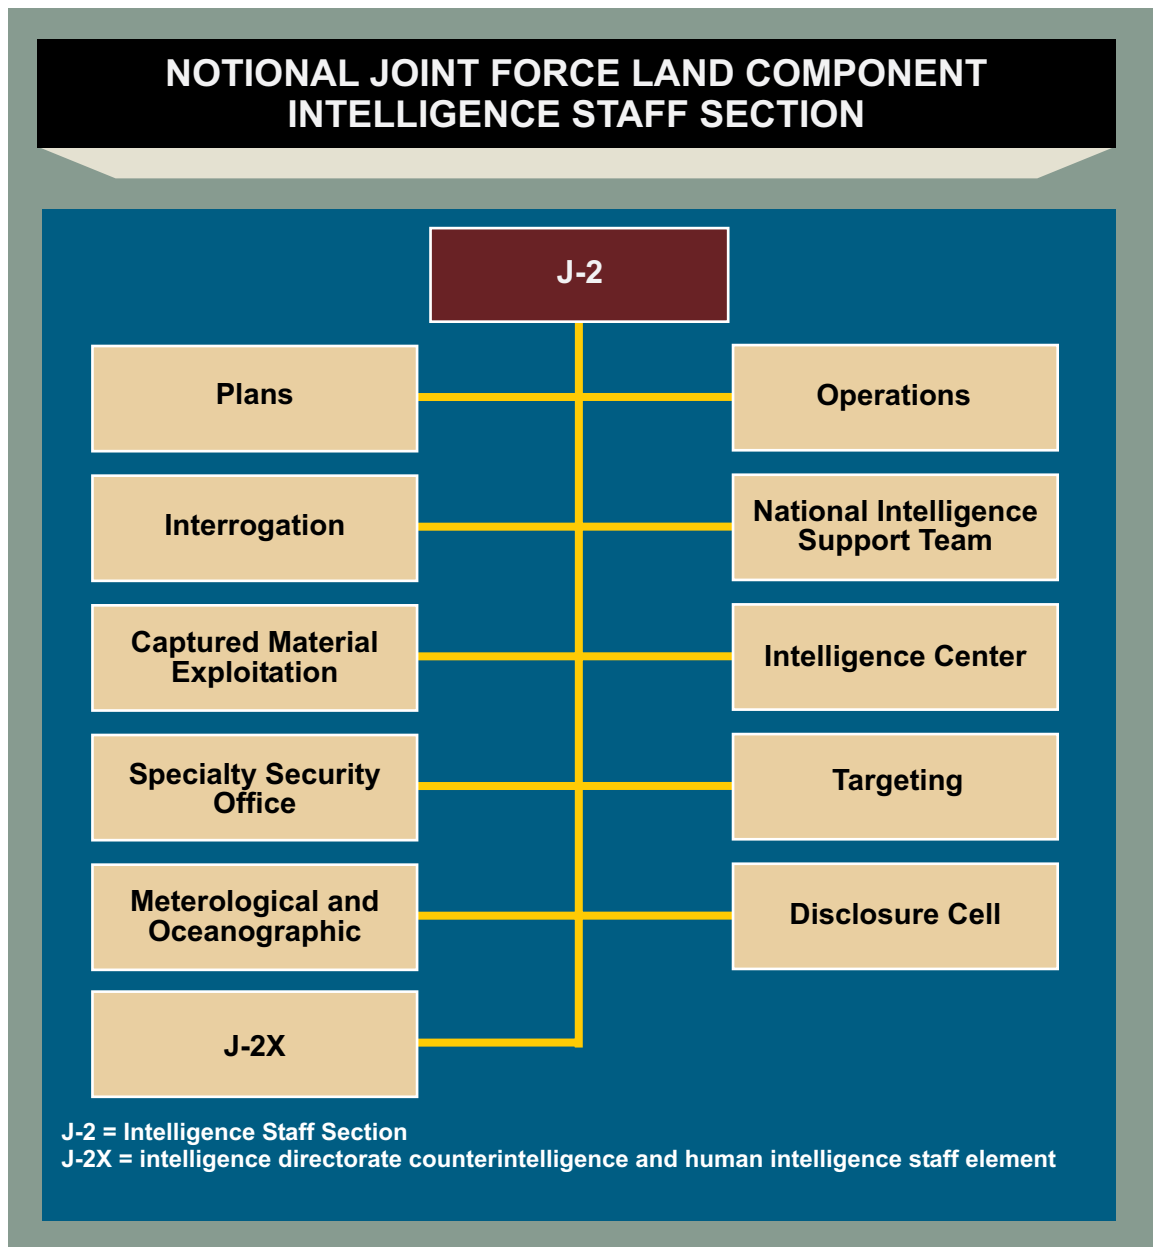 NOTIONAL JOINT FORCE LAND COMPONENT
INTELLIGENCE STAFF SECTION
J-2
Plans
Operations
Interrogation
National Intelligence
Support Team
Captured Material
Exploitation
Intelligence Center
Specialty Security
Office
Targeting
Meterological and
Oceanographic
Disclosure Cell
J-2X
J-2 = Intelligence Staff Section
J-2X = intelligence directorate counterintelligence and human intelligence staff element